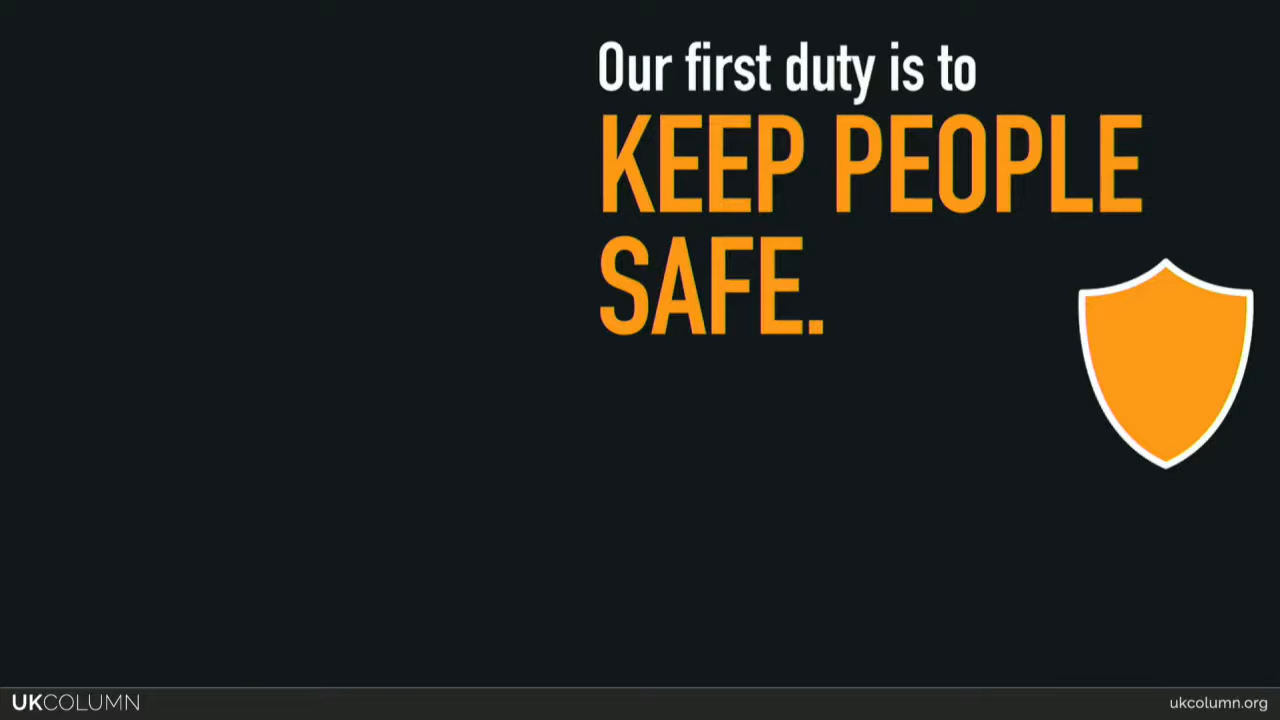 Our first duty is to
KEEP PEOPLE
SAFE.
UKCOLUMN
ukcolumn.org